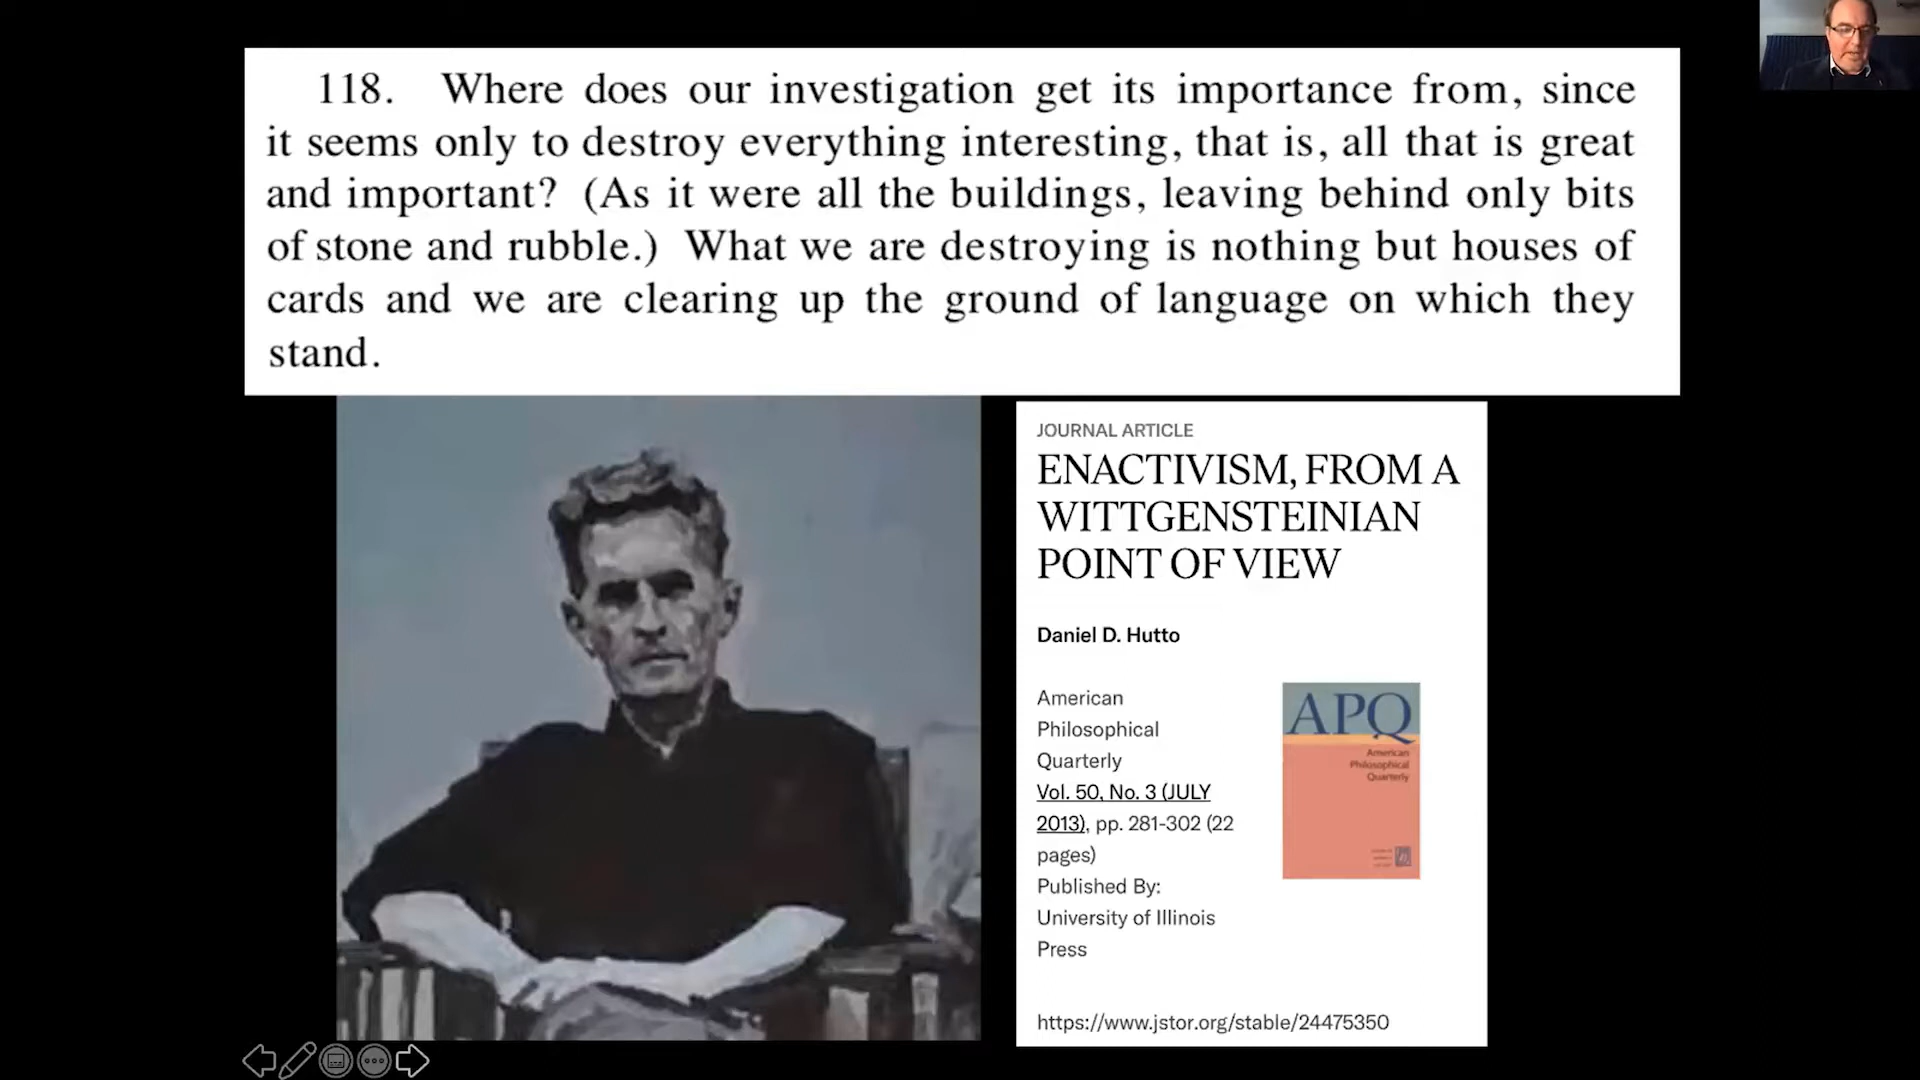 118. Where does our investigation get its importance from, since
it seems only to destroy everything interesting, that is, all that is great
and important? (As it were all the buildings, leaving behind only bits
of stone and rubble.) What we are destroying is nothing but houses of
cards and we are clearing up the ground of language on which they
stand.
JOURNAL ARTICLE
ENACTIVISM, FROM A
WITTGENSTEINIAN
POINT OF VIEW
Daniel D. Hutto
American
Philosophical
Quarterly
Vol. 50, No. 3 (JULY
2013), pp. 281-302 (22
pages)
Published By:
University of Illinois
Press
APQ
American
Philosophical
Quarterly
https://www.jstor.org/stable/24475350